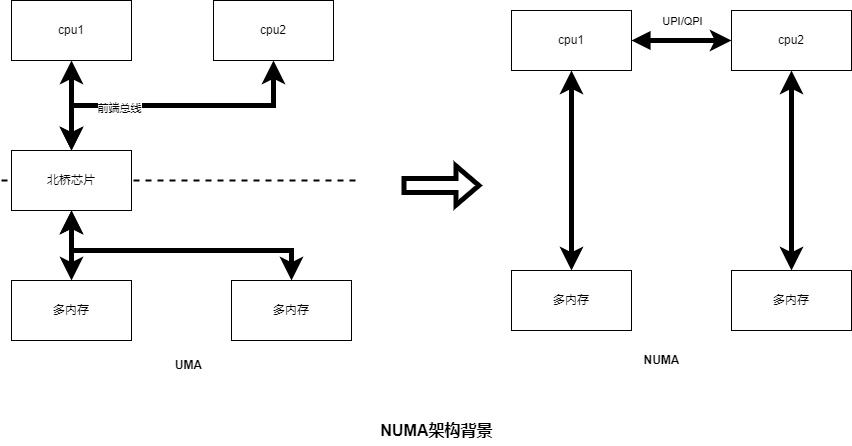 cpu1
cpu2
前端总线
北桥芯片
多内存
多内存
UMA
cpu1
UPI/QPI
cpu2
多内存
多内存
NUMA
NUMA架构背景